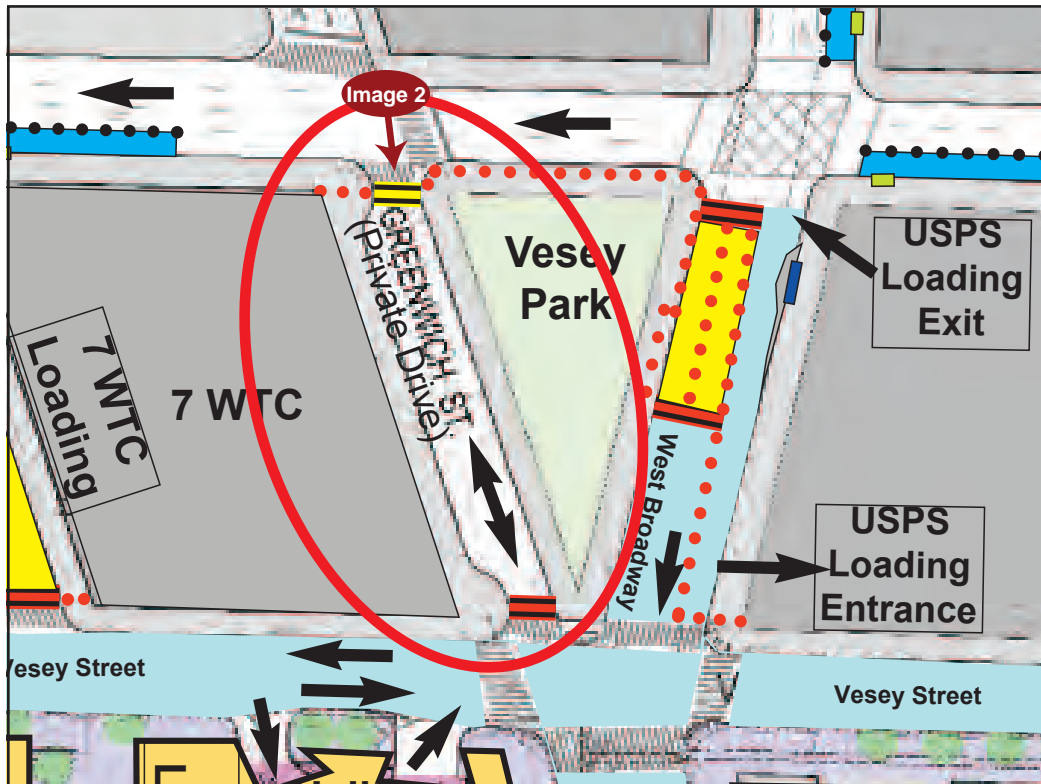 Image 2
GREENWICH ST.
(Private Drive)
Vesey
Park
USPS
Loading
Exit
7 WTC
Loading
7 WTC
West Broadway
USPS
Loading
Entrance
Vesey Street
Vesey Street